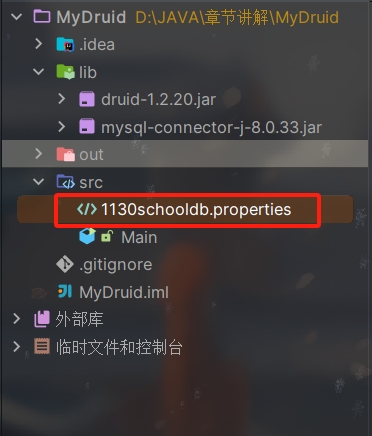 MyDruid D:\JAVA\章节讲解\MyDruid
.idea
lib
druid-1.2.20.jar
mysql-connector-j-8.0.33.jar
out
src
1130schooldb.properties
Main
.gitignore
MyDruid.iml
外部库
临时文件和控制台